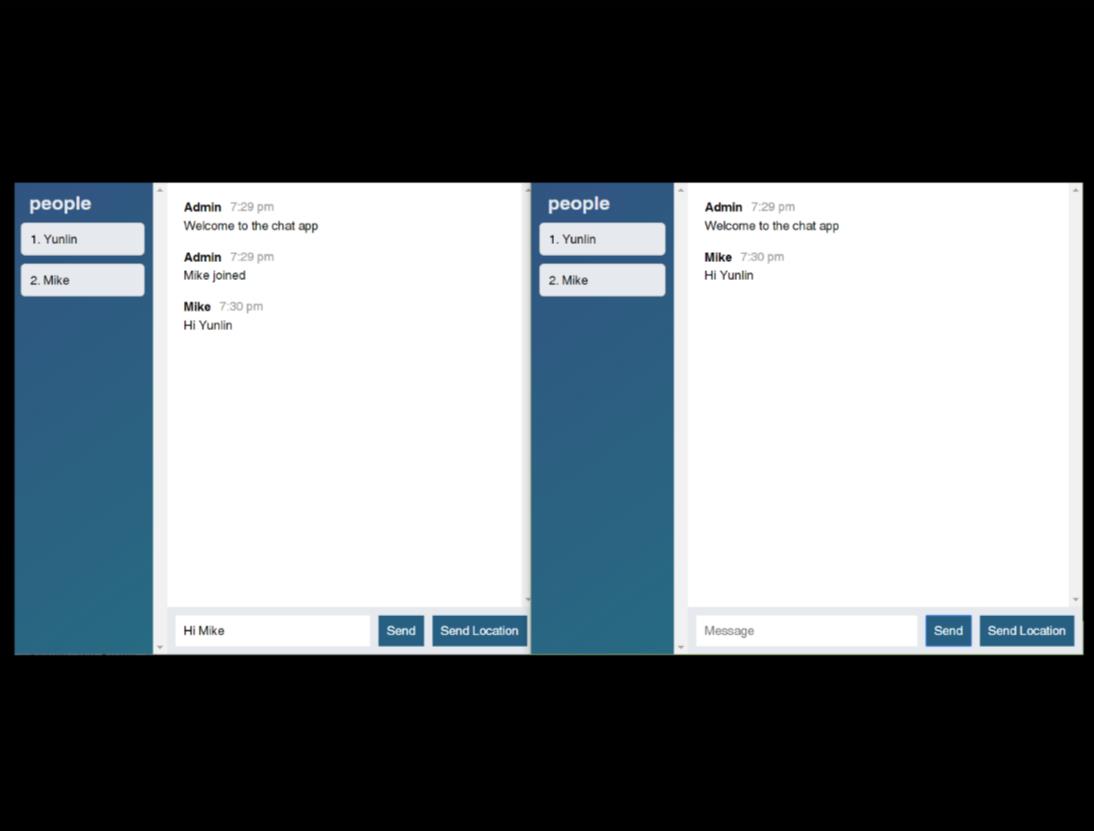 people
1. Yunlin
2. Mike
Admin 7:29 pm
Welcome to the chat app
Admin 7:29 pm
Mike joined
Mike 7:30 pm
Hi Yunlin
Hi Mike
Send
Send Location
people
1. Yunlin
2. Mike
Admin 7:29 pm
Welcome to the chat app
Mike 7:30 pm
Hi Yunlin
Message
Send
Send Location